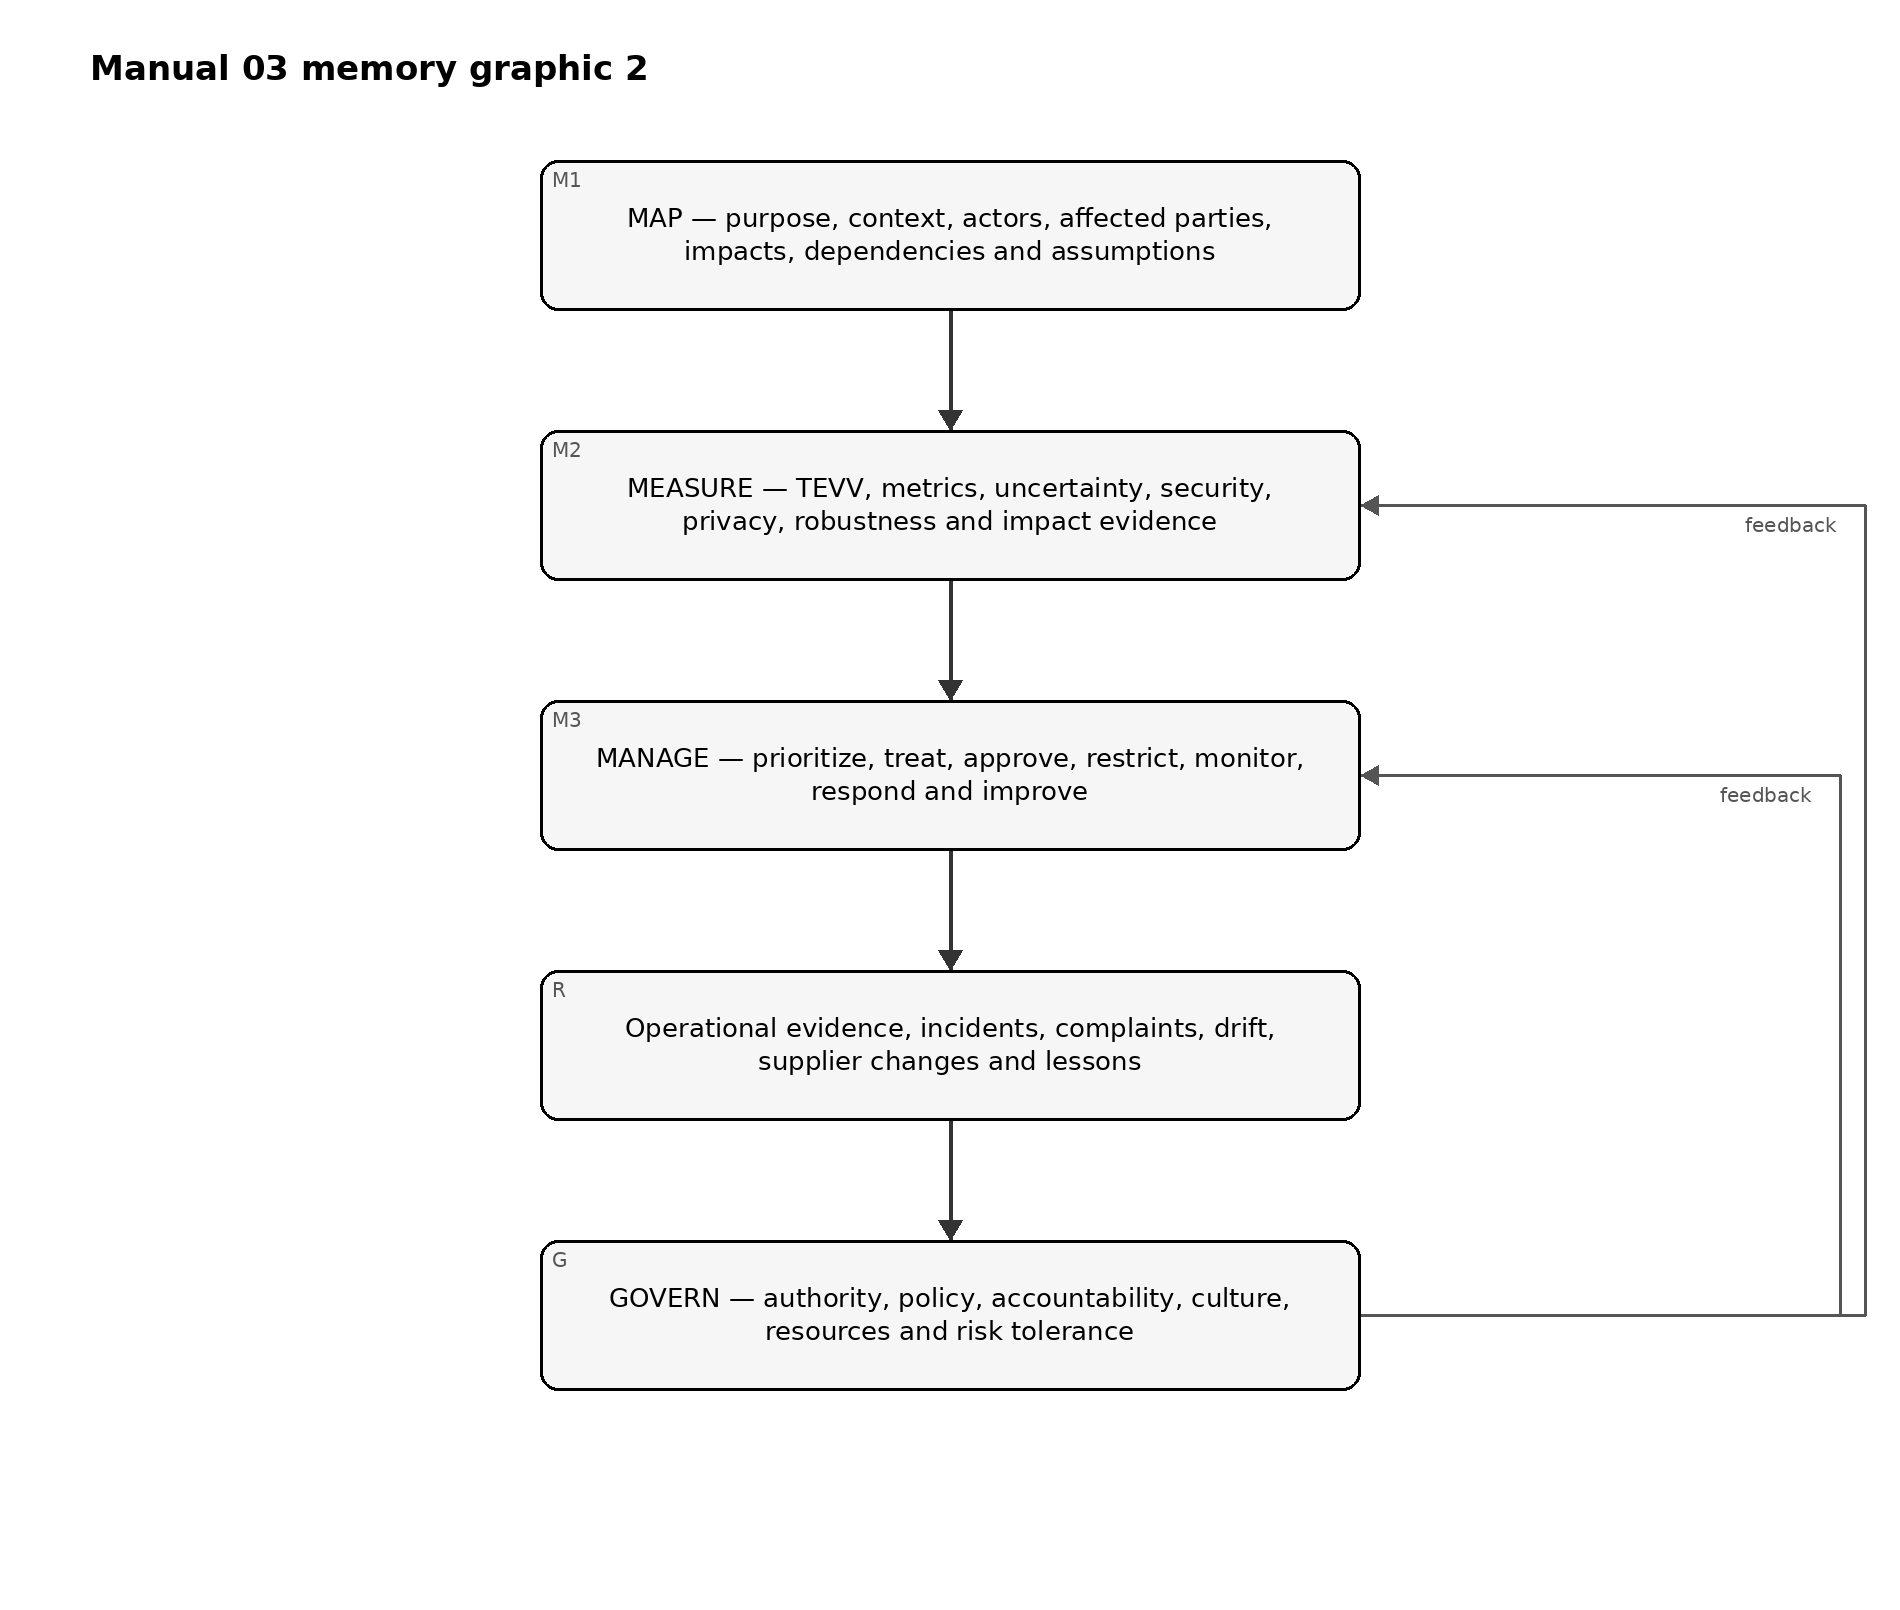 Manual 03 memory graphic 2
M1
MAP — purpose, context, actors, affected parties,
impacts, dependencies and assumptions
M2
MEASURE — TEVV, metrics, uncertainty, security,
privacy, robustness and impact evidence
feedback
M3
MANAGE — prioritize, treat, approve, restrict, monitor,
respond and improve
feedback
R
Operational evidence, incidents, complaints, drift,
supplier changes and lessons
G
GOVERN — authority, policy, accountability, culture,
resources and risk tolerance